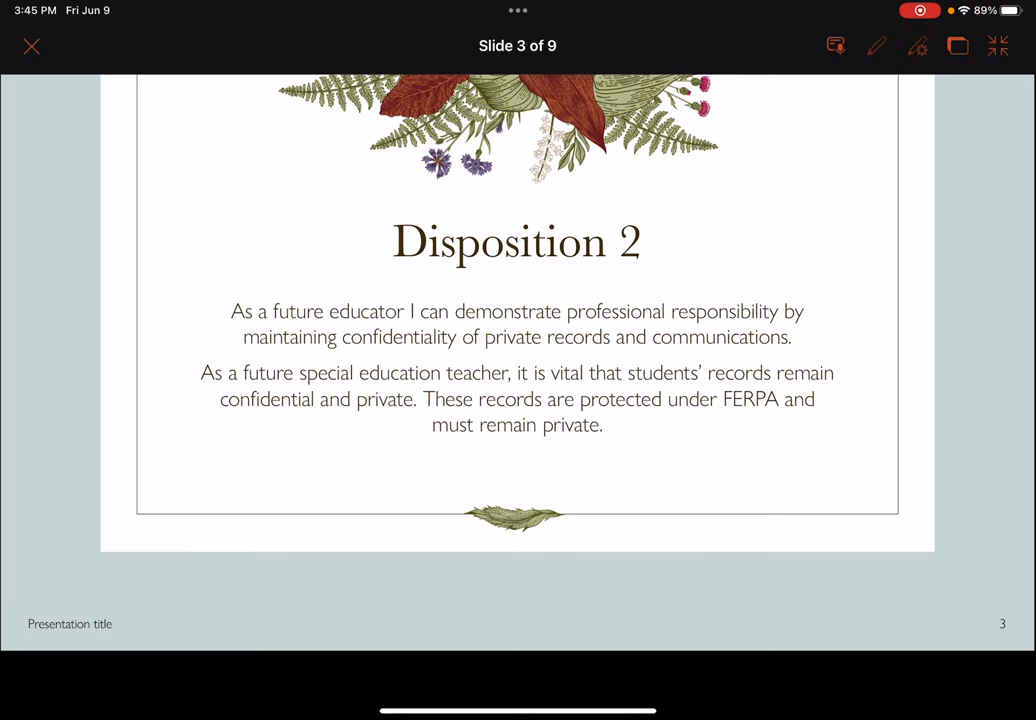 3:45 PM Fri Jun 9
89%
Slide 3 of 9
Disposition 2
As a future educator I can demonstrate professional responsibility by
maintaining confidentiality of private records and communications.
As a future special education teacher, it is vital that students’ records remain
confidential and private. These records are protected under FERPA and
must remain private.
Presentation title
3